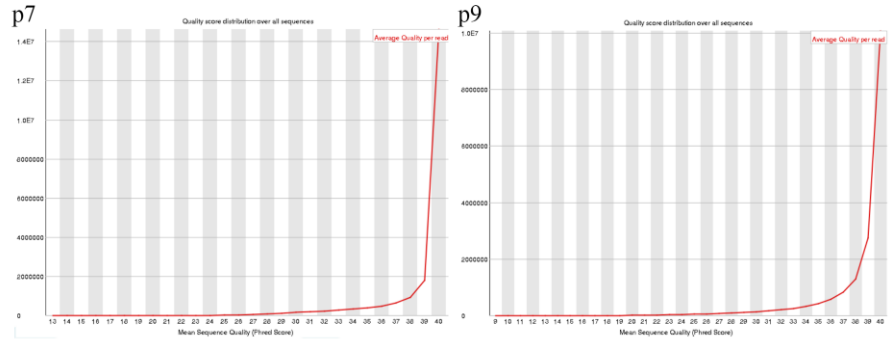 p7
Quality score distribution over all sequences
Average Quality per read
1.4E7
1.2E7
1.0E7
8000000
6000000
4000000
2000000
0
13 14 15 16 17 18 19 20 21 22 23 24 25 26 27 28 29 30 31 32 33 34 35 36 37 38 39 40
Mean Sequence Quality (Phred Score)
p9
Quality score distribution over all sequences
Average Quality per read
1.0E7
8000000
6000000
4000000
2000000
0
9 10 11 12 13 14 15 16 17 18 19 20 21 22 23 24 25 26 27 28 29 30 31 32 33 34 35 36 37 38 39 40
Mean Sequence Quality (Phred Score)